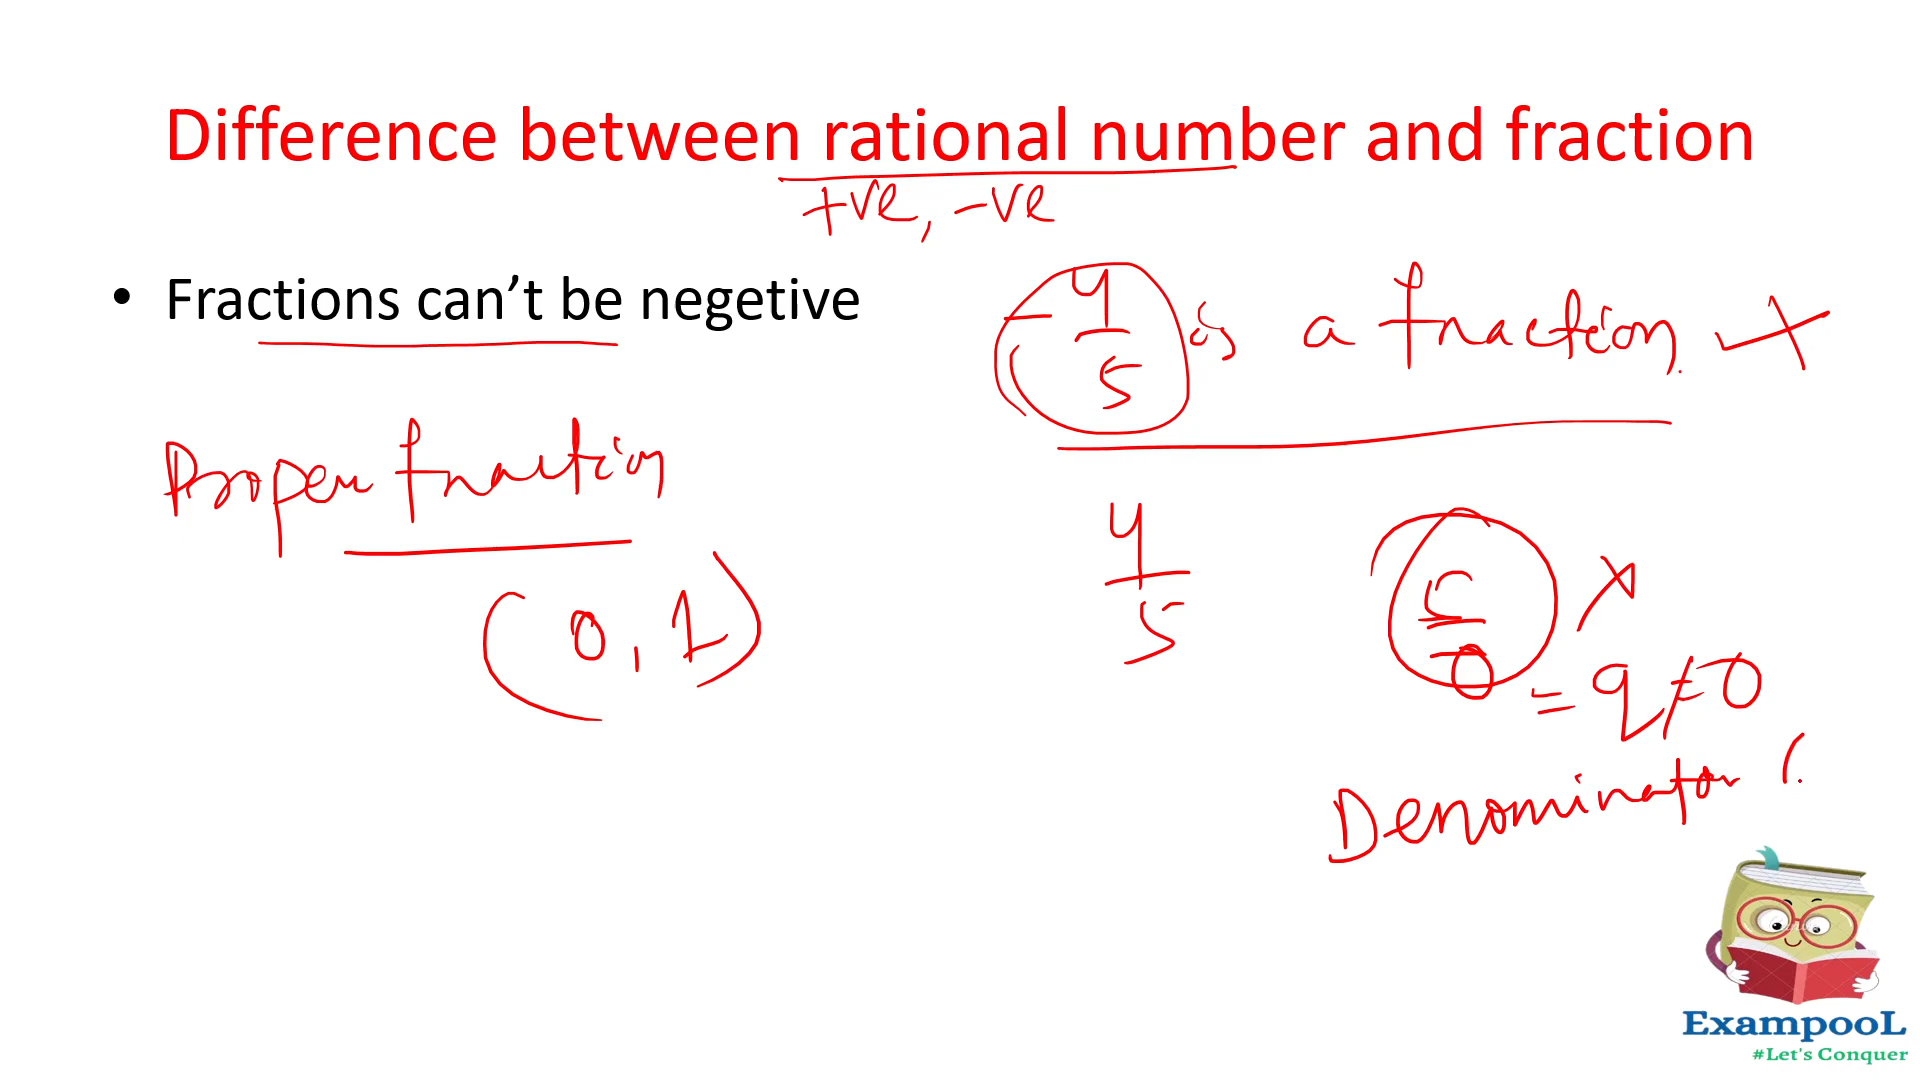 Difference between rational number and fraction
+ve, -ve
• Fractions can't be negetive
- 4/5 is a fraction. ×
Proper fraction
(0, 1)
4/5
5/0 ×
= q ≠ 0
Denominator (
ExampooL
#Let's Conquer